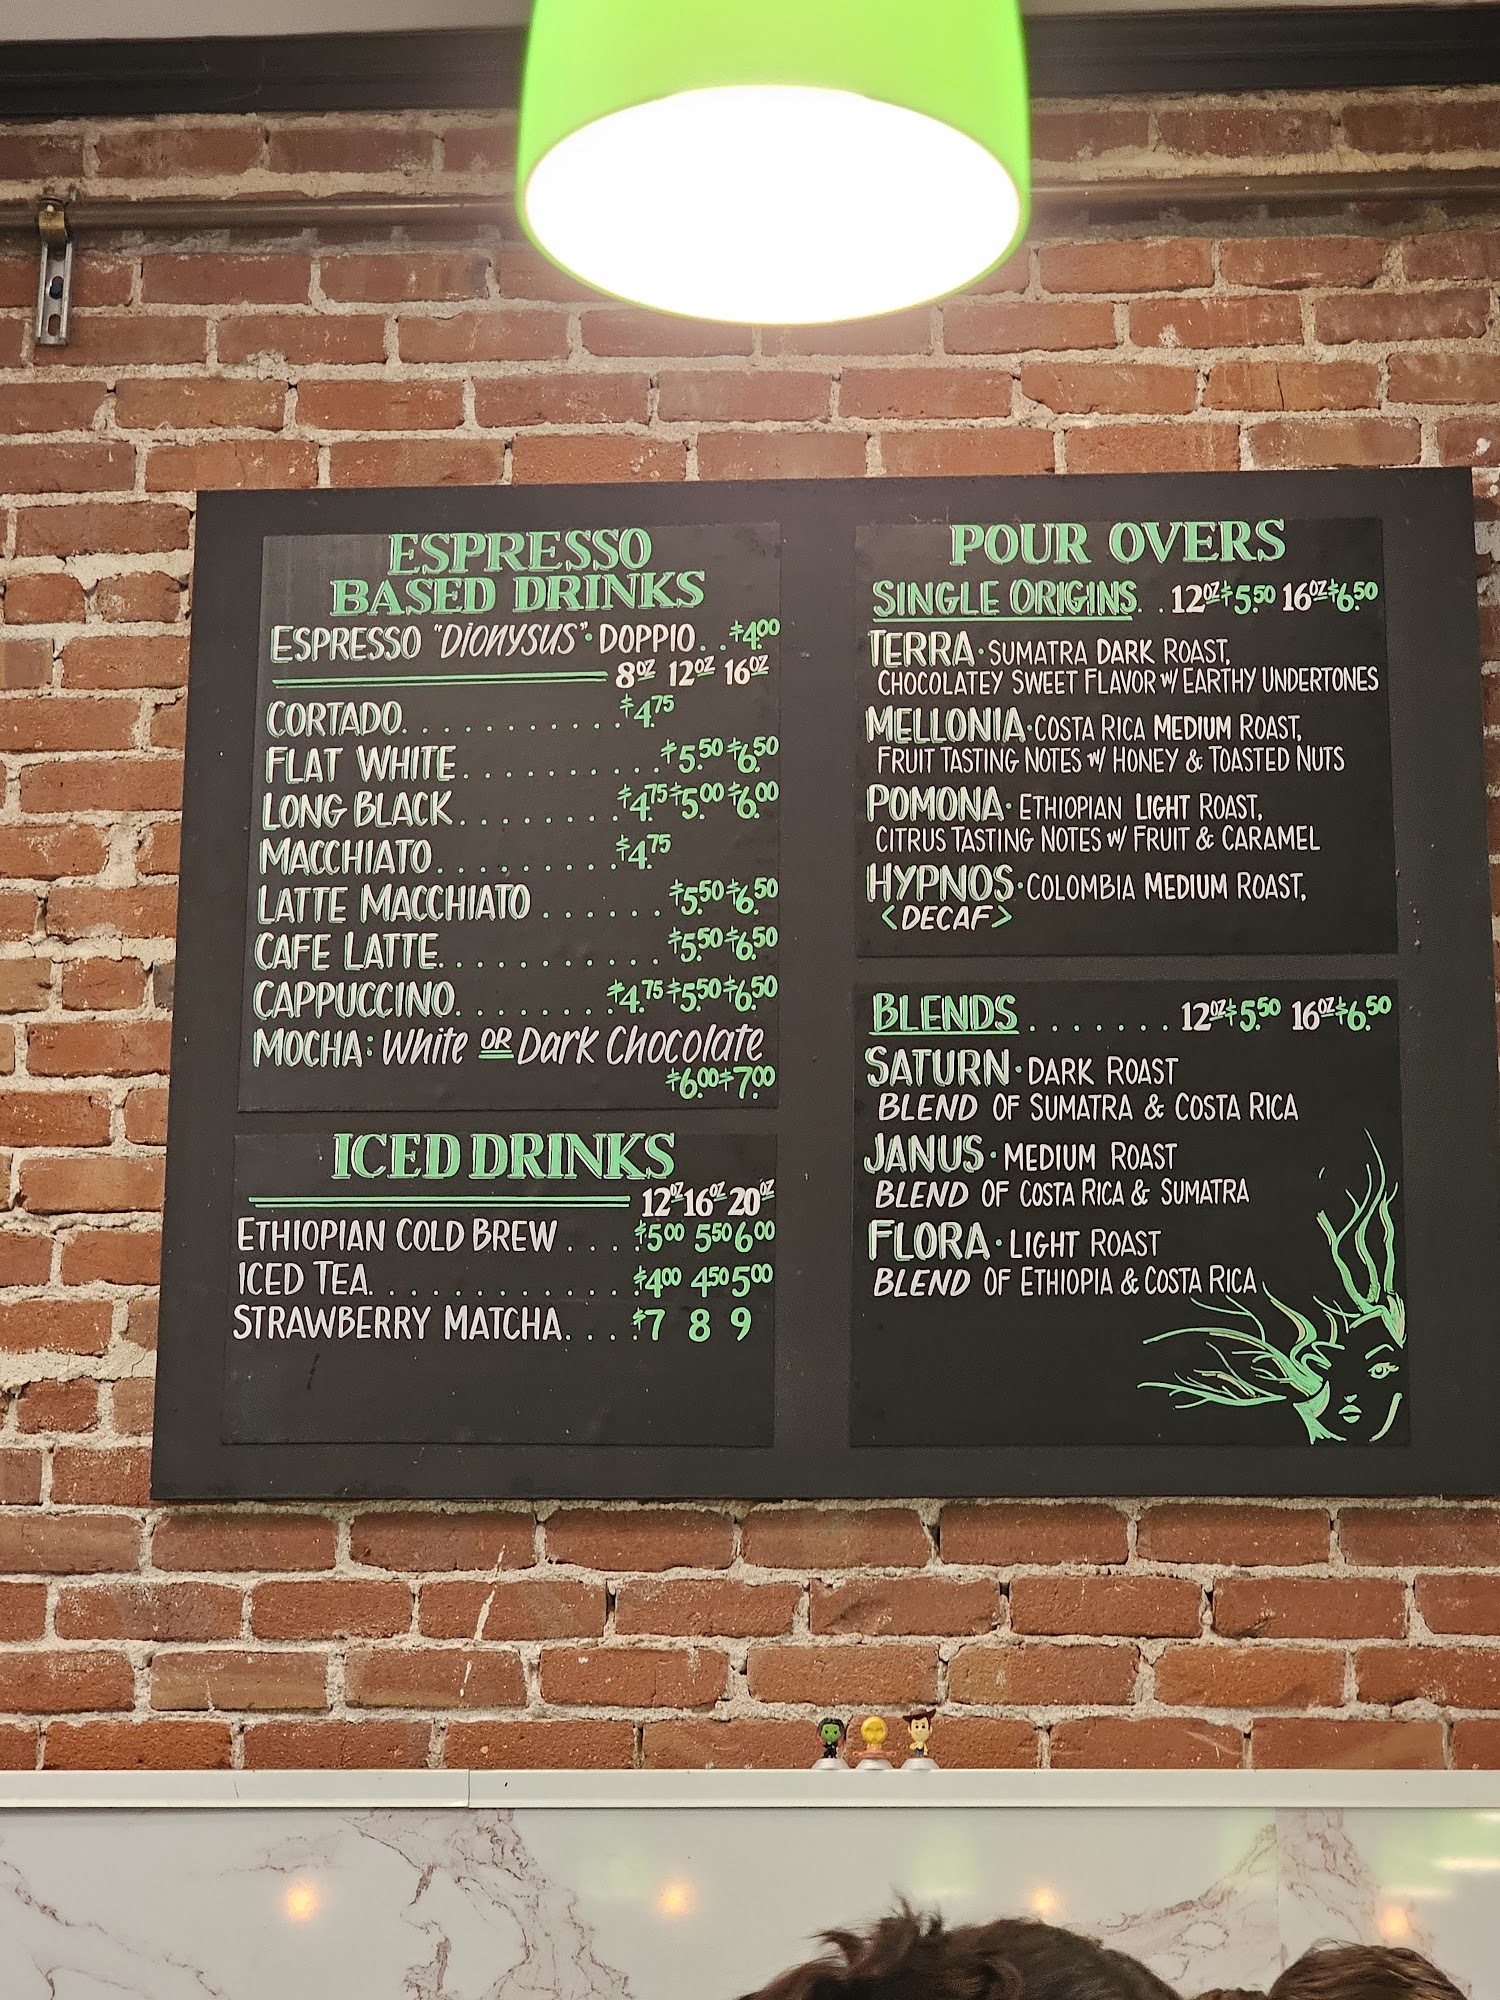 ESPRESSO
BASED DRINKS
ESPRESSO "DIONYSUS" • DOPPIO. . $4.00
8OZ 12OZ 16OZ
CORTADO. . . . . . . . . . . $4.75
FLAT WHITE. . . . . . . . . . $5.50 $6.50
LONG BLACK. . . . . . . . $4.75 $5.00 $6.00
MACCHIATO. . . . . . . . . $4.75
LATTE MACCHIATO . . . . . . $5.50 $6.50
CAFE LATTE. . . . . . . . . . . $5.50 $6.50
CAPPUCCINO. . . . . . . . $4.75 $5.50 $6.50
MOCHA: White OR Dark Chocolate
$6.00 $7.00
ICED DRINKS
12OZ 16OZ 20OZ
ETHIOPIAN COLD BREW . . . . $5.00 5.50 6.00
ICED TEA. . . . . . . . . . . . . $4.00 4.50 5.00
STRAWBERRY MATCHA. . . . $7 8 9
POUR OVERS
SINGLE ORIGINS. . 12OZ $5.50 16OZ $6.50
TERRA • SUMATRA DARK ROAST,
CHOCOLATEY SWEET FLAVOR W/ EARTHY UNDERTONES
MELLONIA • COSTA RICA MEDIUM ROAST,
FRUIT TASTING NOTES W/ HONEY & TOASTED NUTS
POMONA • ETHIOPIAN LIGHT ROAST,
CITRUS TASTING NOTES W/ FRUIT & CARAMEL
HYPNOS • COLOMBIA MEDIUM ROAST,
<DECAF>
BLENDS . . . . . . . 12OZ $5.50 16OZ $6.50
SATURN • DARK ROAST
BLEND OF SUMATRA & COSTA RICA
JANUS • MEDIUM ROAST
BLEND OF COSTA RICA & SUMATRA
FLORA • LIGHT ROAST
BLEND OF ETHIOPIA & COSTA RICA